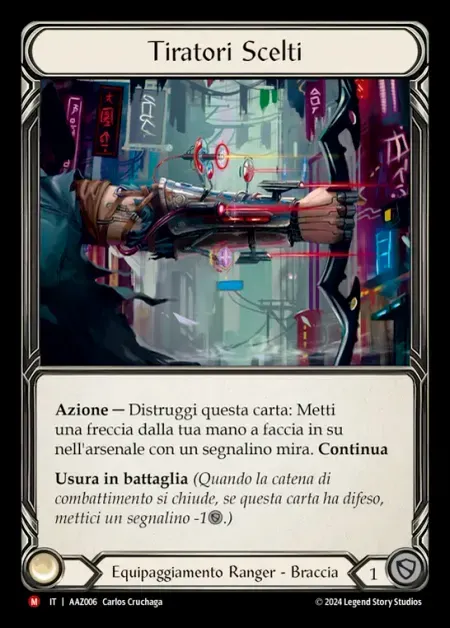 Tiratori Scelti
Azione — Distruggi questa carta: Metti
una freccia dalla tua mano a faccia in su
nell'arsenale con un segnalino mira. Continua
Usura in battaglia (Quando la catena di
combattimento si chiude, se questa carta ha difeso,
mettici un segnalino -1.)
Equipaggiamento Ranger - Braccia
1
M IT | AAZ006 Carlos Cruchaga
© 2024 Legend Story Studios